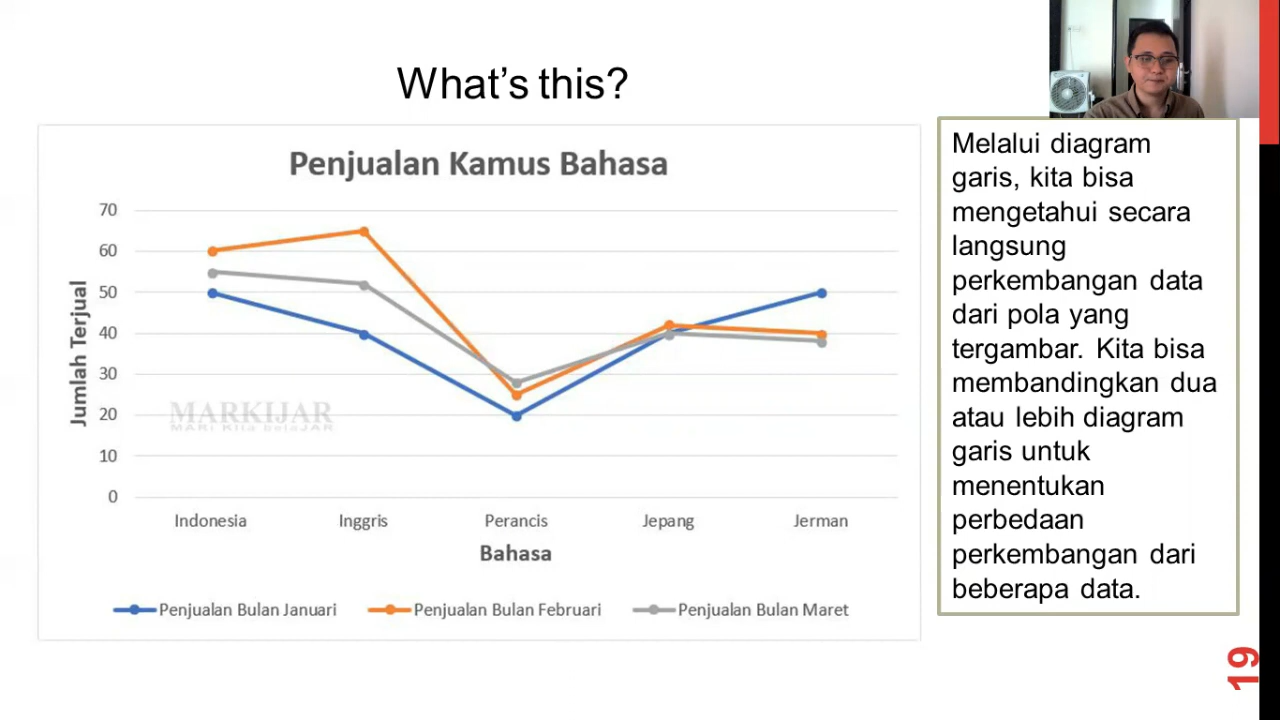 What's this?
Penjualan Kamus Bahasa
70
60
50
40
30
20
10
0
Jumlah Terjual
MARKIJAR
MARI Kita BelaJAR
Indonesia Inggris Perancis Jepang Jerman
Bahasa
Penjualan Bulan Januari Penjualan Bulan Februari Penjualan Bulan Maret
Melalui diagram
garis, kita bisa
mengetahui secara
langsung
perkembangan data
dari pola yang
tergambar. Kita bisa
membandingkan dua
atau lebih diagram
garis untuk
menentukan
perbedaan
perkembangan dari
beberapa data.
19